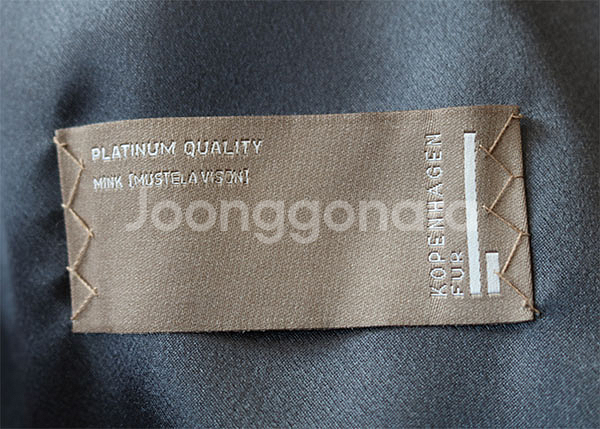 PLATINUM QUALITY
MINK [MUSTELA VISON]
Joonggonara
KOPENHAGEN
FUR